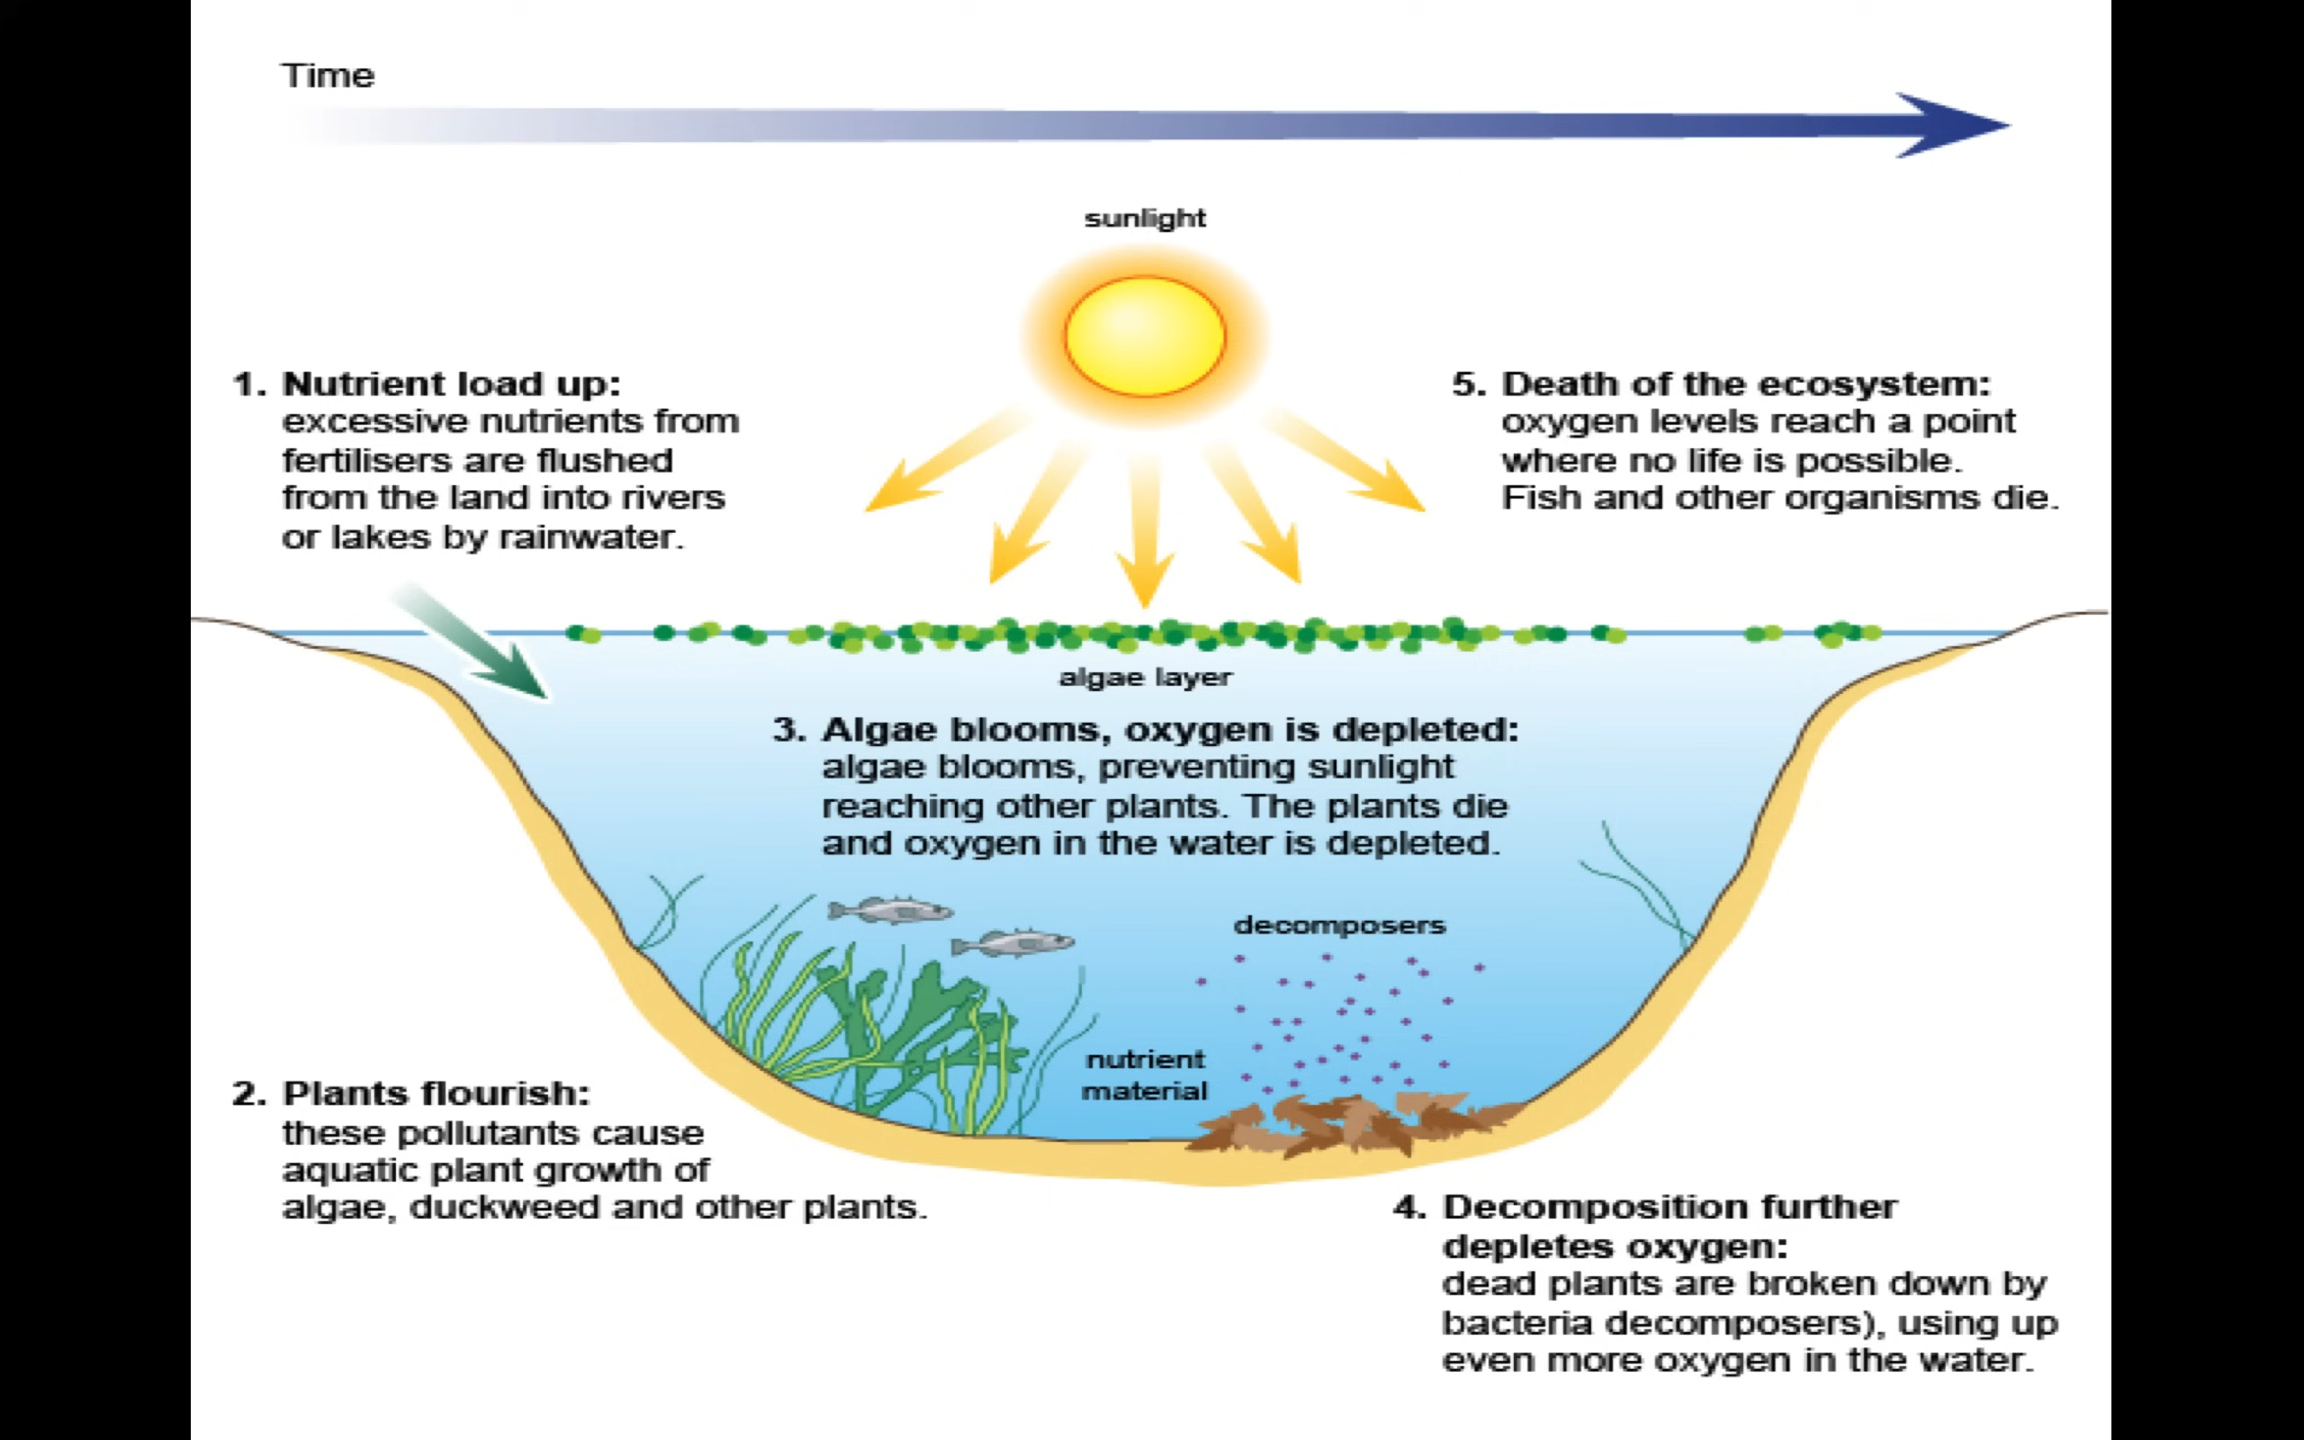 Time
sunlight
1. Nutrient load up:
excessive nutrients from
fertilisers are flushed
from the land into rivers
or lakes by rainwater.
5. Death of the ecosystem:
oxygen levels reach a point
where no life is possible.
Fish and other organisms die.
algae layer
3. Algae blooms, oxygen is depleted:
algae blooms, preventing sunlight
reaching other plants. The plants die
and oxygen in the water is depleted.
decomposers
nutrient
material
2. Plants flourish:
these pollutants cause
aquatic plant growth of
algae, duckweed and other plants.
4. Decomposition further
depletes oxygen:
dead plants are broken down by
bacteria decomposers), using up
even more oxygen in the water.